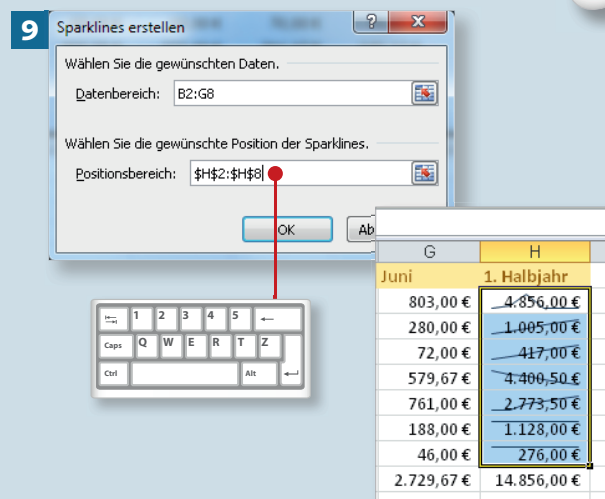 9
Sparklines erstellen
?
Wählen Sie die gewünschten Daten.
Datenbereich: B2:G8
Wählen Sie die gewünschte Position der Sparklines.
Positionsbereich: $H$2:$H$8
OK
Ab
1 2 3 4 5
Caps Q W E R T Z
Ctrl Alt
G H
Juni 1. Halbjahr
803,00 € 4.856,00 €
280,00 € 1.005,00 €
72,00 € 417,00 €
579,67 € 4.400,50 €
761,00 € 2.773,50 €
188,00 € 1.128,00 €
46,00 € 276,00 €
2.729,67 € 14.856,00 €